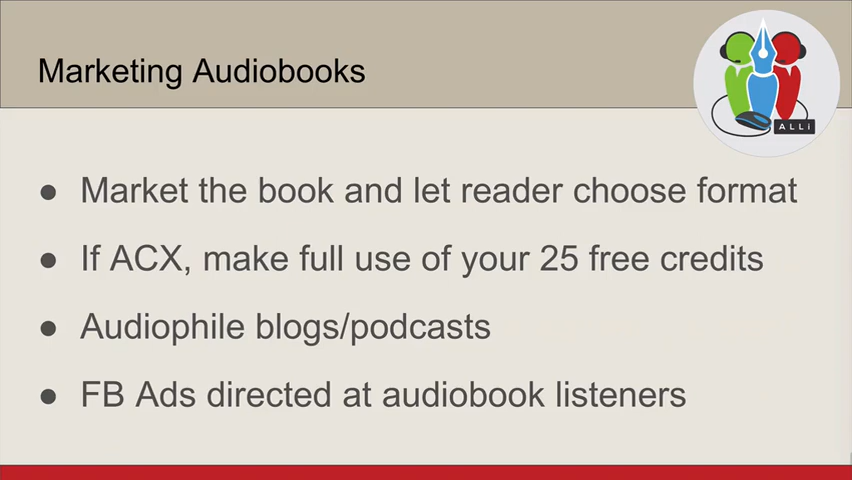 Marketing Audiobooks
ALLi
● Market the book and let reader choose format
● If ACX, make full use of your 25 free credits
● Audiophile blogs/podcasts
● FB Ads directed at audiobook listeners